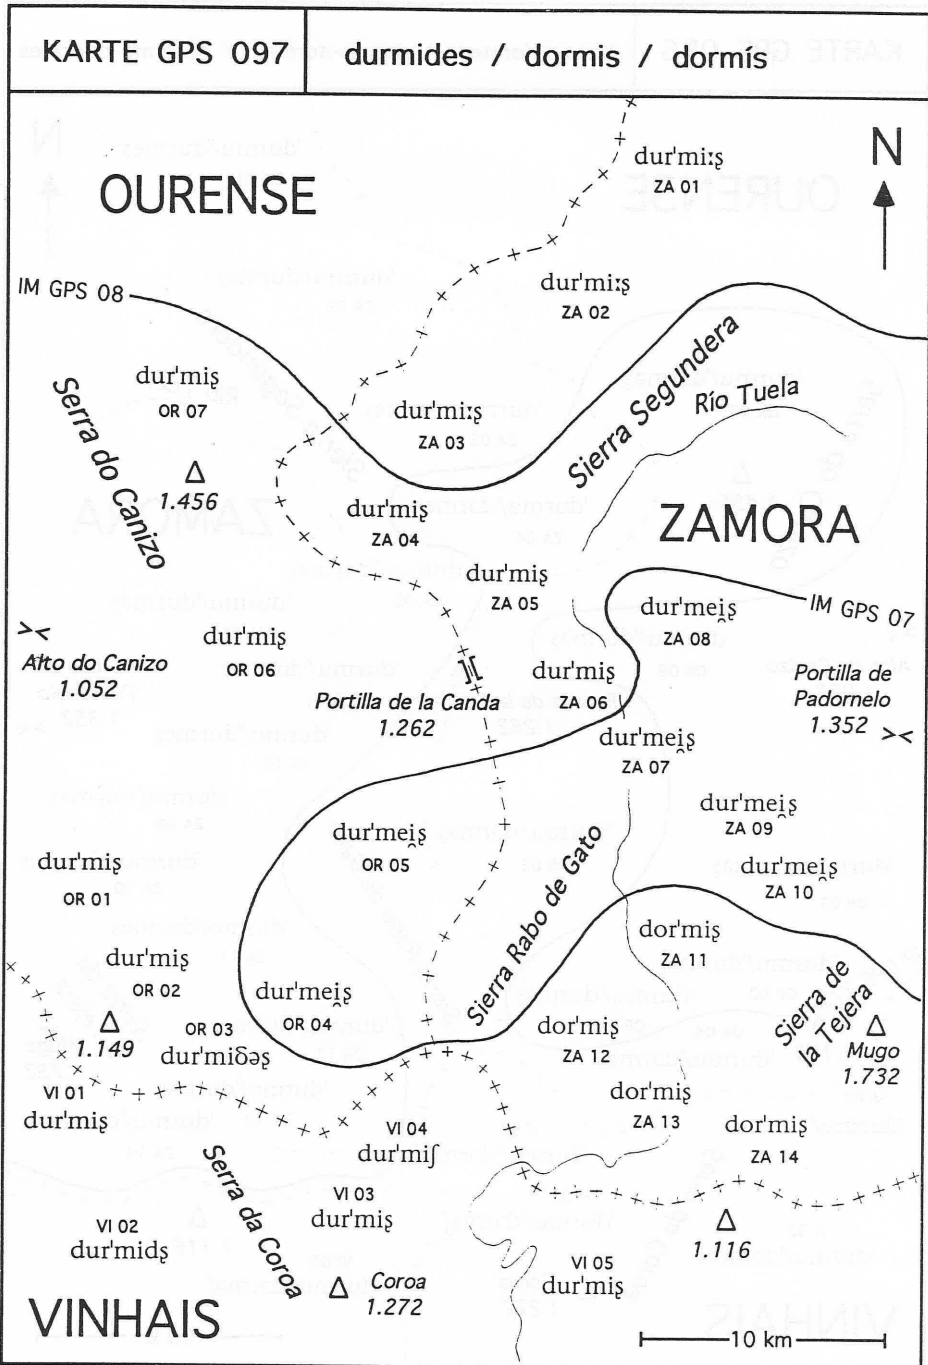 KARTE GPS 097
durmides / dormis / dormís
N
OURENSE
dur'miːʂ
ZA 01
IM GPS 08
dur'miːʂ
ZA 02
Sierra Segundera
Río Tuela
dur'miʂ
OR 07
Serra do Canizo
dur'miːʂ
ZA 03
1.456
dur'miʂ
ZA 04
ZAMORA
dur'miʂ
ZA 05
dur'mei̯ʂ
ZA 08
IM GPS 07
dur'miʂ
OR 06
Alto do Canizo
1.052
Portilla de la Canda
1.262
dur'miʂ
ZA 06
Portilla de
Padornelo
1.352
dur'mei̯ʂ
ZA 07
dur'mei̯ʂ
OR 05
dur'mei̯ʂ
ZA 09
dur'miʂ
OR 01
Sierra Rabo de Gato
dur'mei̯ʂ
ZA 10
dor'miʂ
ZA 11
dur'miʂ
OR 02
dur'mei̯ʂ
OR 04
Sierra de
la Tejera
1.149
OR 03
dur'miðəʂ
dor'miʂ
ZA 12
Mugo
1.732
VI 01
dur'miʂ
dor'miʂ
ZA 13
VI 04
dur'miʃ
dor'miʂ
ZA 14
Serra da Coroa
VI 03
dur'miʂ
VI 02
dur'midʂ
1.116
Coroa
1.272
VI 05
dur'miʂ
VINHAIS
10 km